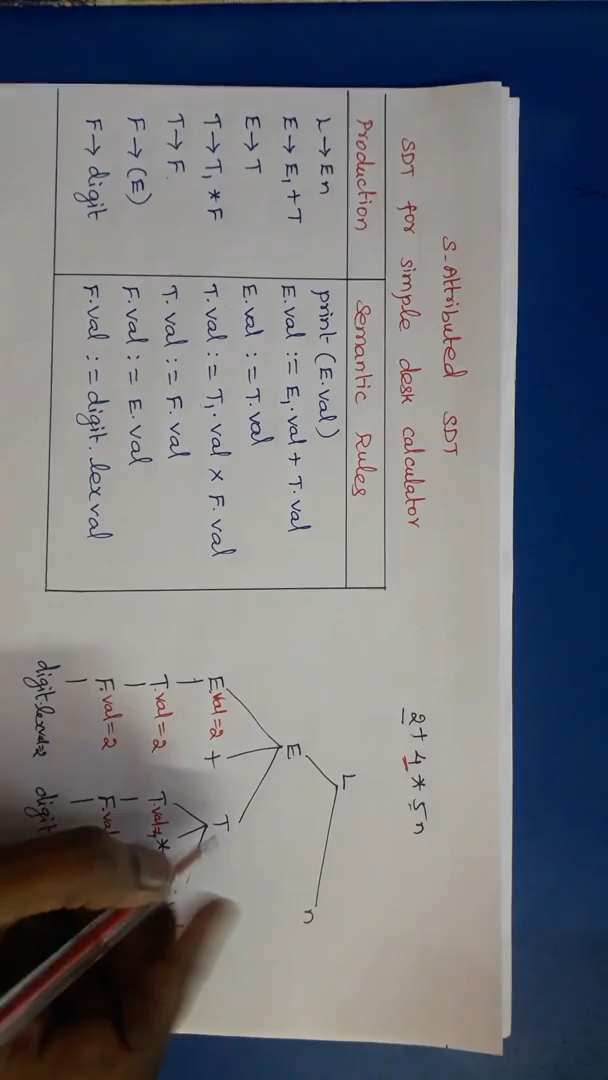 S-Attributed SDT
SDT for simple desk calculator
Production Semantic Rules
L → En print (E.val)
E → E₁ + T E.val := E₁.val + T.val
E → T E.val := T.val
T → T₁ * F T.val := T₁.val × F.val
T → F T.val := F.val
F → (E) F.val := E.val
F → digit F.val := digit.lexval
2 + 4 * 5 n
L
E n
E.val=2 + T
T.val=2 *
F.val=2 F.val
digit.lexval=2 digit